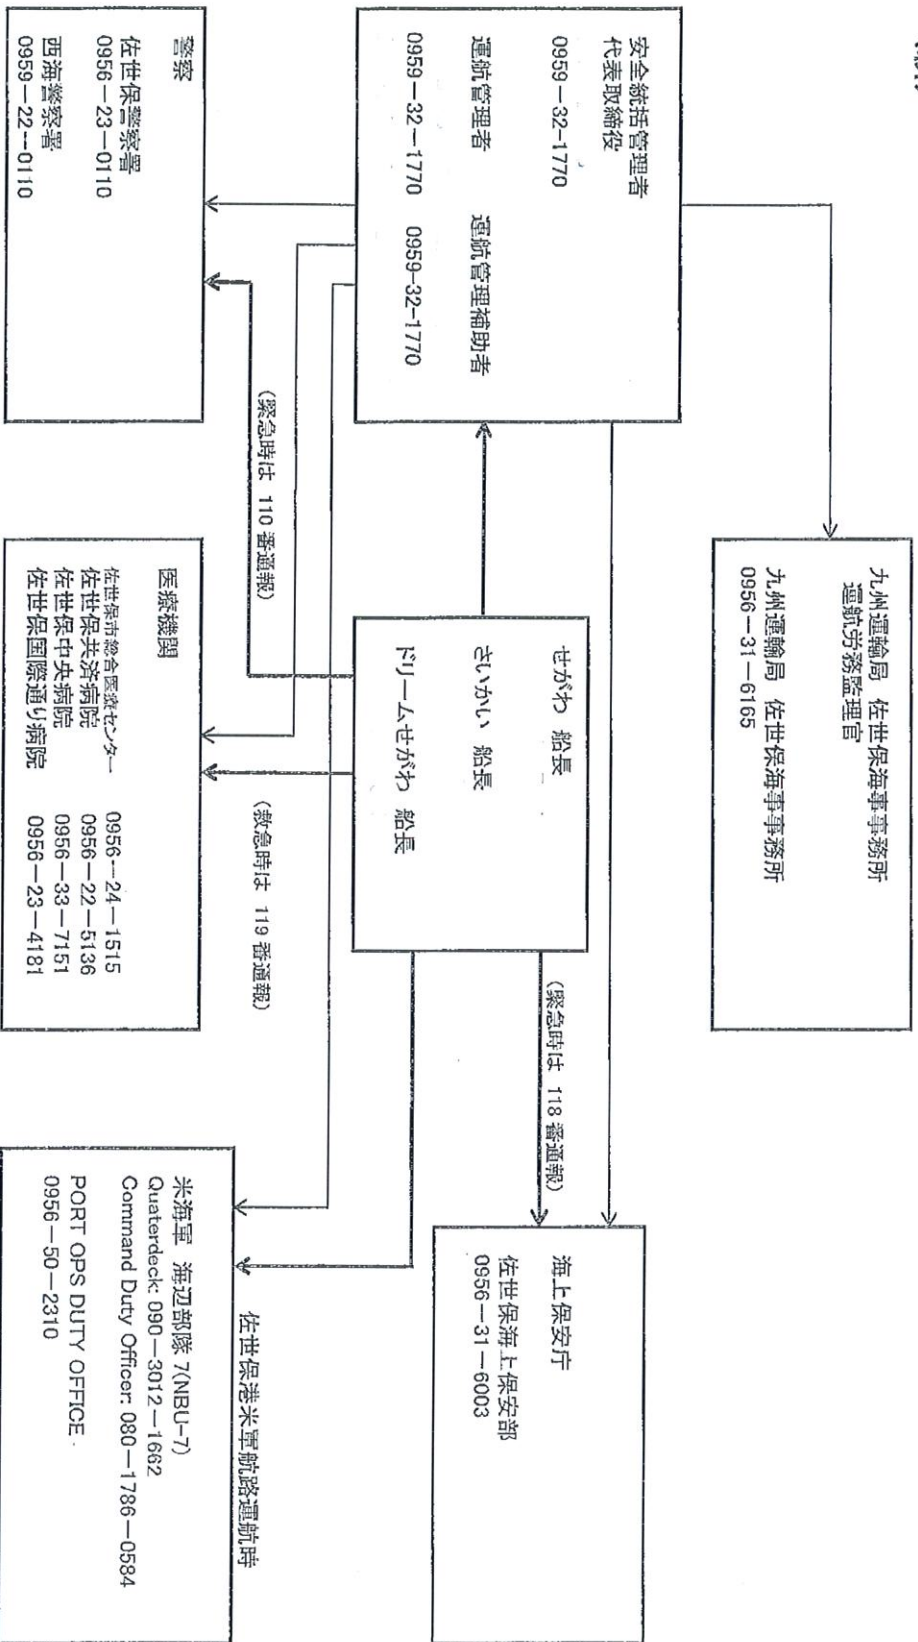 九州運輸局　佐世保海事事務所
運航労務監理官
九州運輸局　佐世保海事事務所
0956－31－6165
安全統括管理者
代表取締役
0959－32-1770
運航管理者　　運航管理補助者
0959－32－1770　0959-32-1770
せがわ　船長
さいかい　船長
ドリームせがわ　船長
(緊急時は 118 番通報)
海上保安庁
佐世保海上保安部
0956－31－6003
(緊急時は 110 番通報)
(救急時は 119 番通報)
佐世保港米軍航路運航時
警察
佐世保警察署
0956－23－0110
西海警察署
0959－22--0110
医療機関
佐世保市総合医療センター　0956－24－1515
佐世保共済病院　0956－22－5136
佐世保中央病院　0956－33－7151
佐世保国際通り病院　0956－23－4181
米海軍 海辺部隊 7(NBU-7)
Quaterdeck: 090－3012－1662
Command Duty Officer: 080－1786－0584
PORT OPS DUTY OFFICE
0956－50－2310